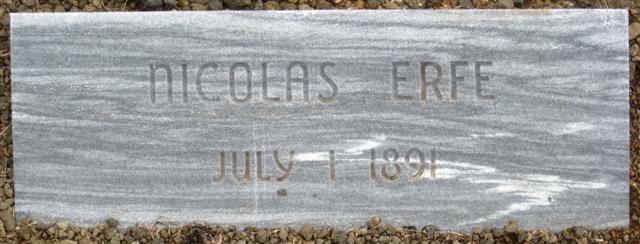 NICOLAS ERFE
JULY 1 1891